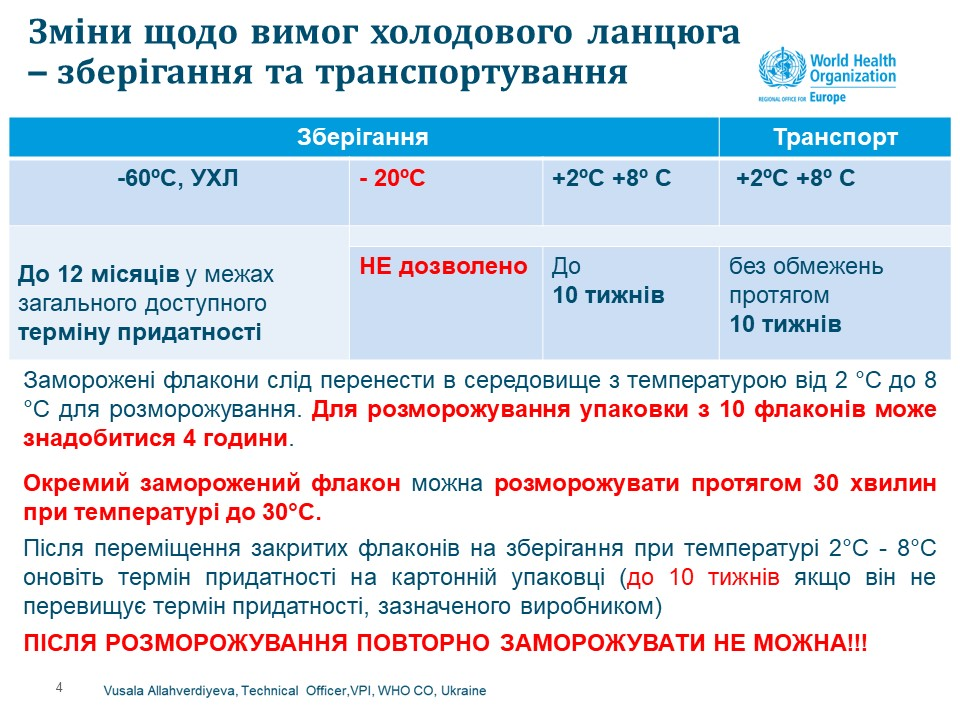 Зміни щодо вимог холодового ланцюга
– зберігання та транспортування
World Health
Organization
REGIONAL OFFICE FOR Europe
Зберігання Транспорт
-60ºC, УХЛ - 20ºC +2ºC +8º C +2ºC +8º C
До 12 місяців у межах
загального доступного
терміну придатності
НЕ дозволено
До
10 тижнів
без обмежень
протягом
10 тижнів
Заморожені флакони слід перенести в середовище з температурою від 2 °C до 8
°C для розморожування. Для розморожування упаковки з 10 флаконів може
знадобитися 4 години.
Окремий заморожений флакон можна розморожувати протягом 30 хвилин
при температурі до 30°C.
Після переміщення закритих флаконів на зберігання при температурі 2°C - 8°C
оновіть термін придатності на картонній упаковці (до 10 тижнів якщо він не
перевищує термін придатності, зазначеного виробником)
ПІСЛЯ РОЗМОРОЖУВАННЯ ПОВТОРНО ЗАМОРОЖУВАТИ НЕ МОЖНА!!!
4 Vusala Allahverdiyeva, Technical Officer,VPI, WHO CO, Ukraine